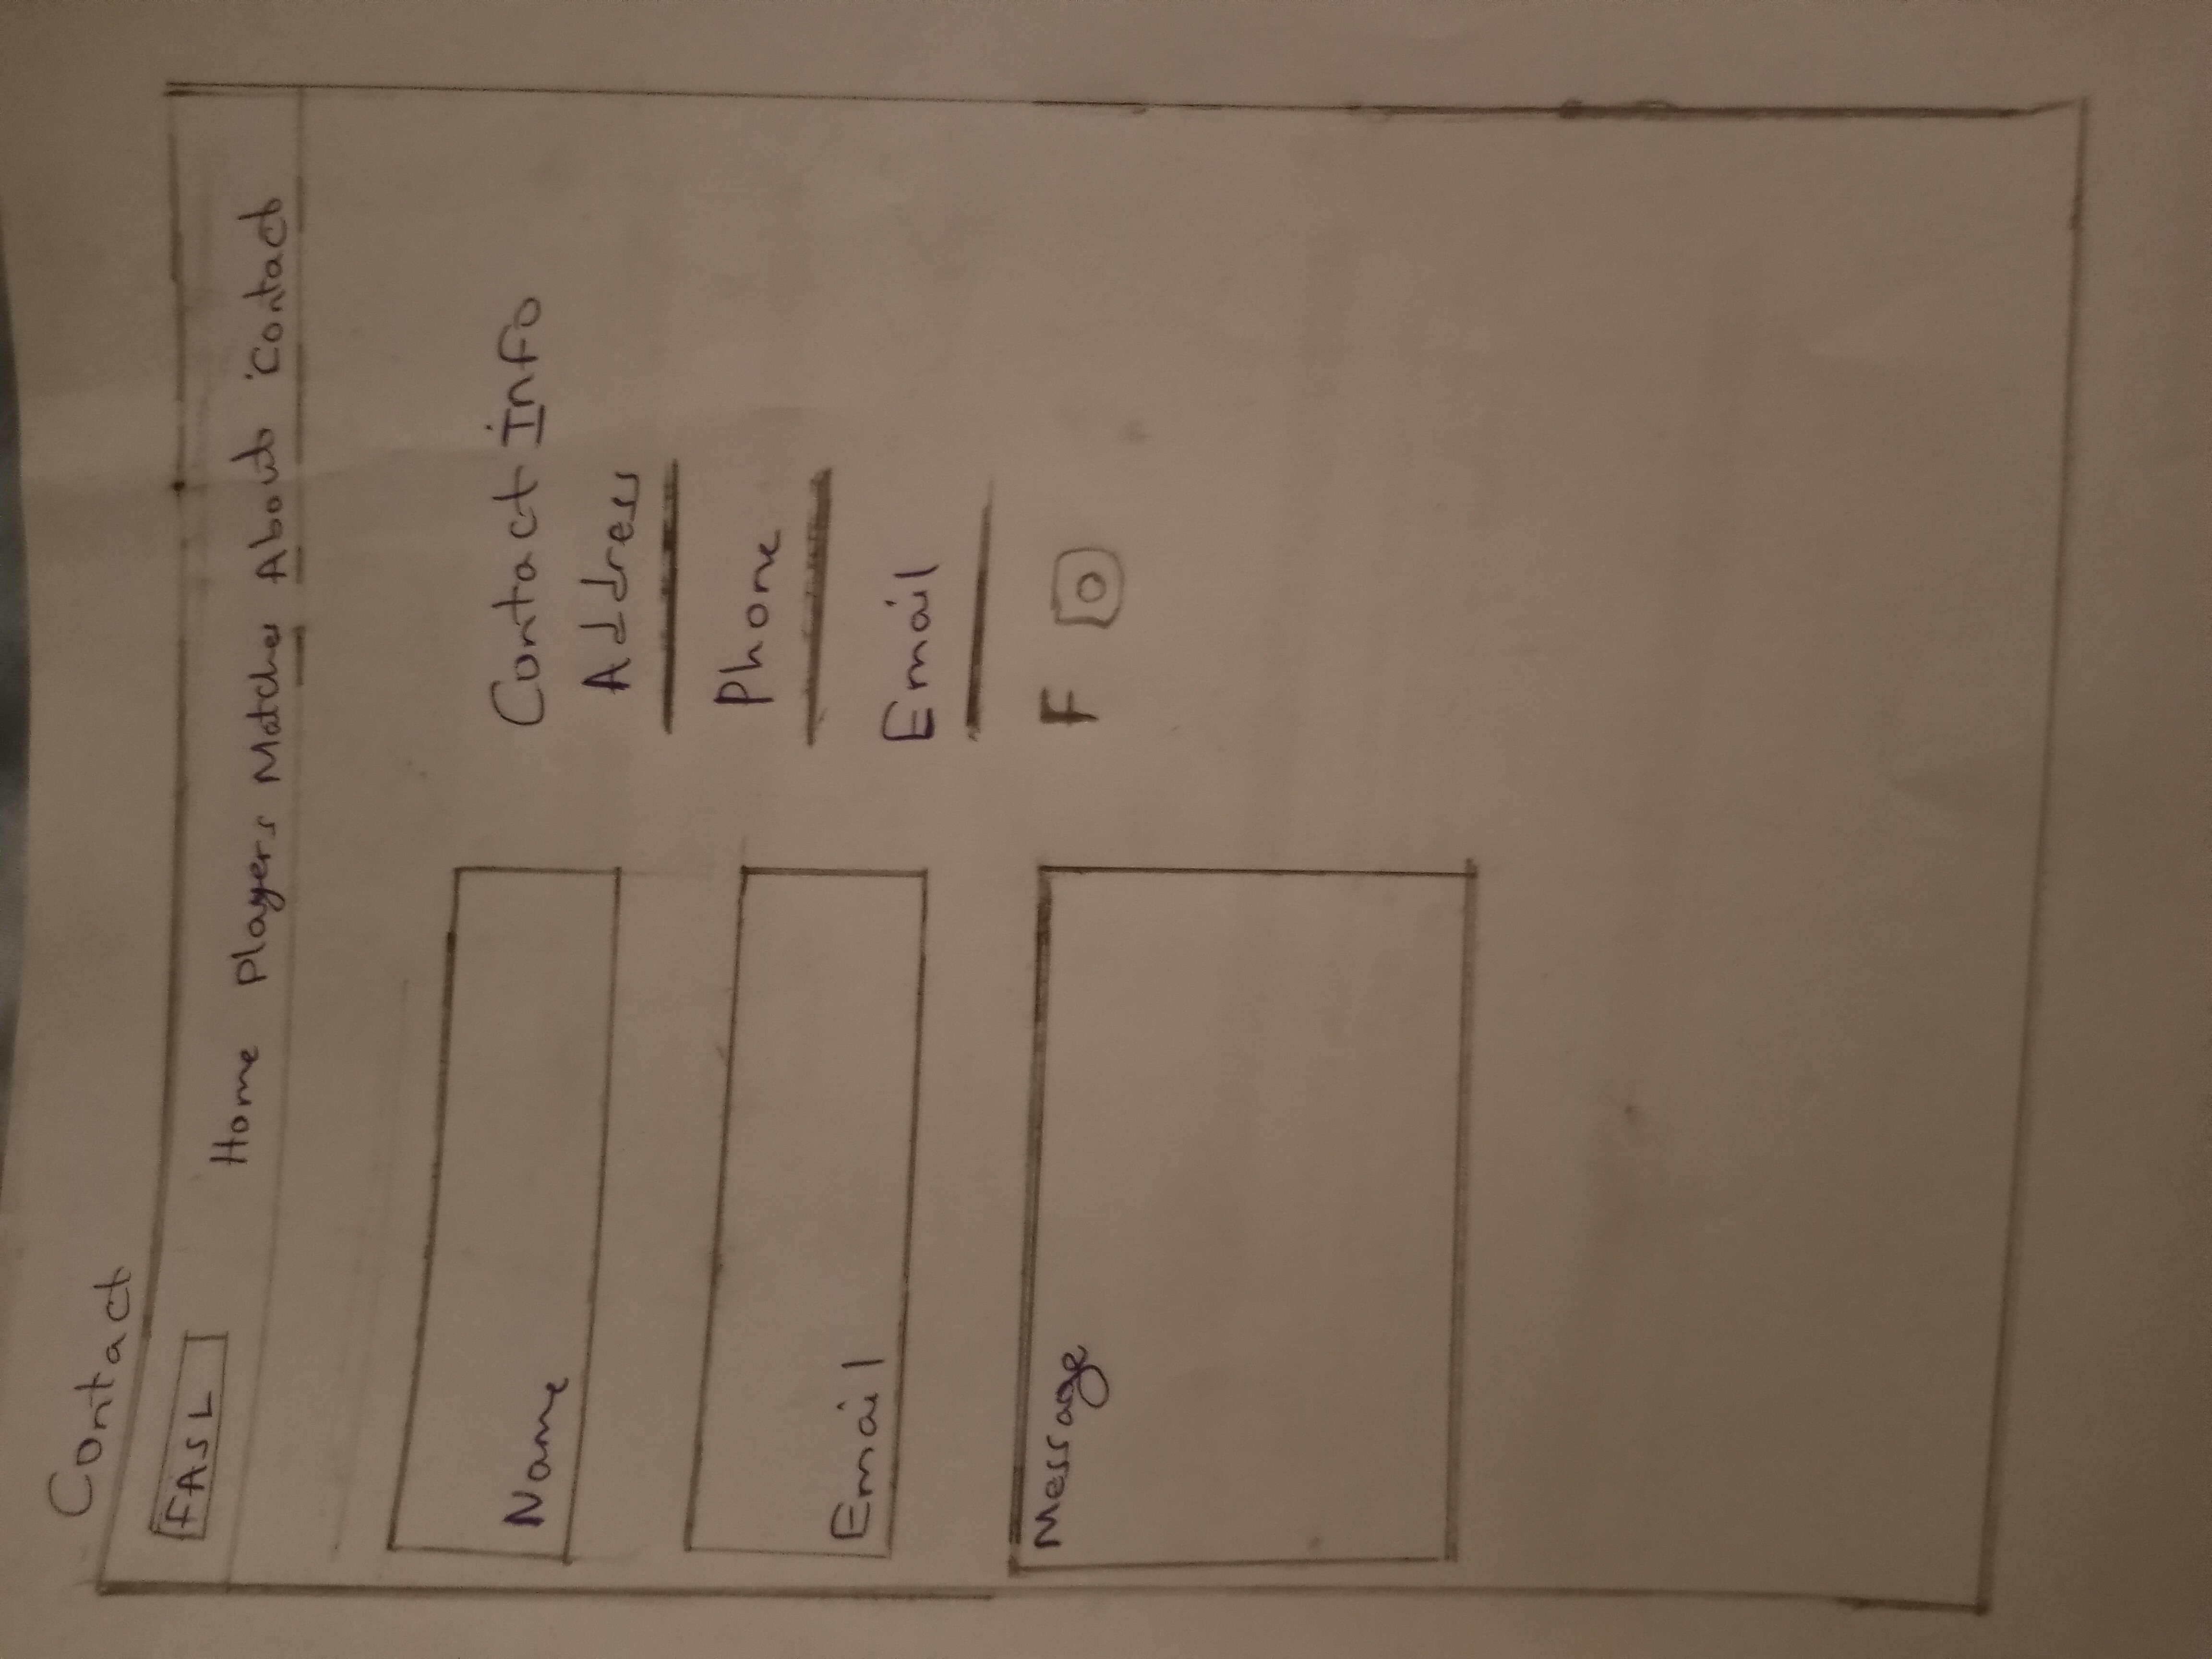 Contact
FASL
Home Players Matches About Contact
Name
Contact Info
Address
Phone
Email
Email
F
Message